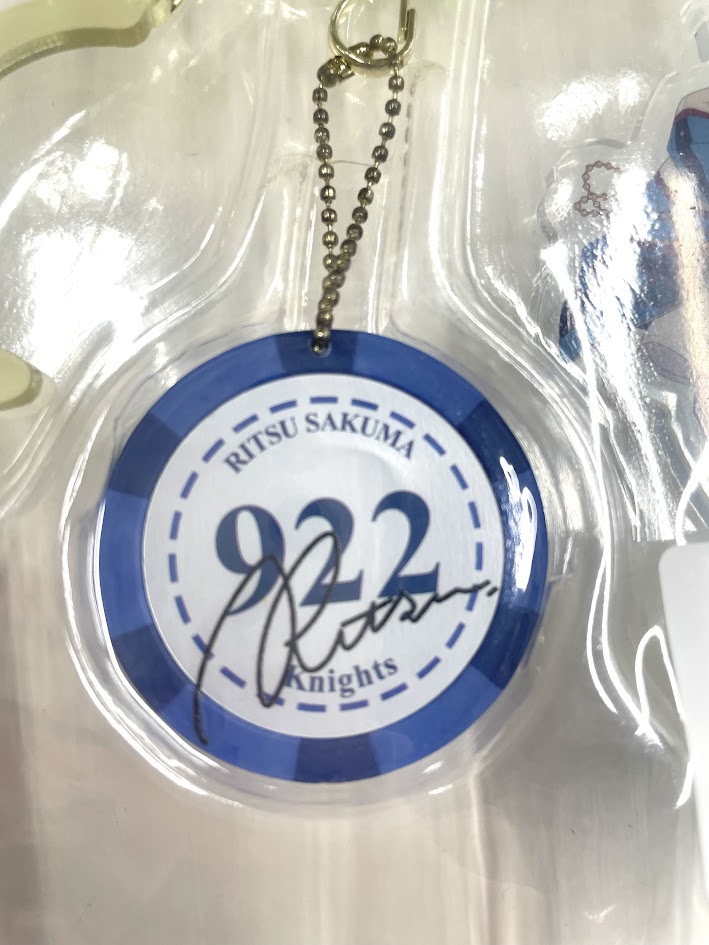 RITSU SAKUMA
922
Ritsu.
Knights